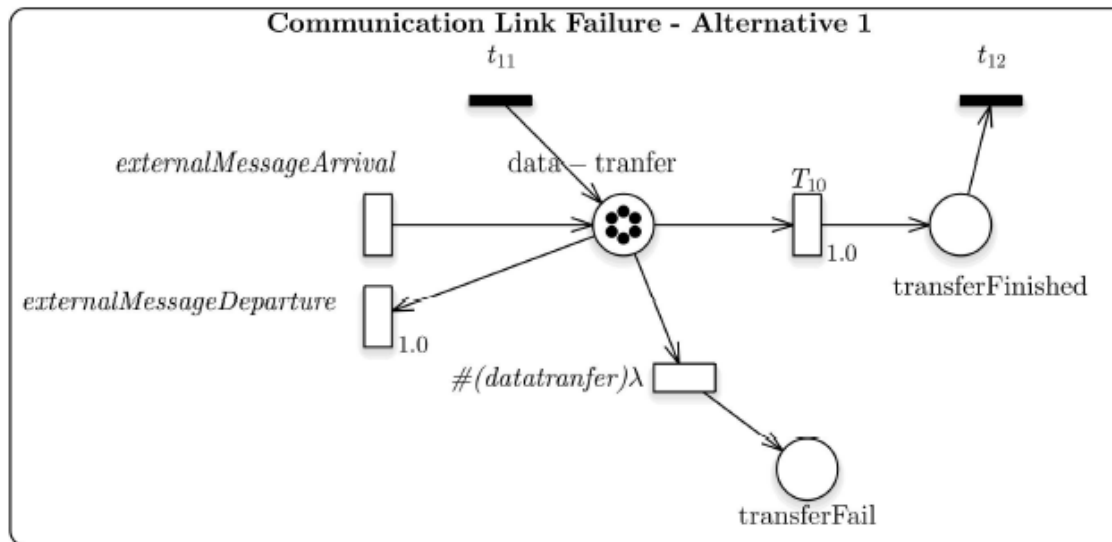 Communication Link Failure - Alternative 1
t₁₁
t₁₂
externalMessageArrival
data – tranfer
T₁₀
1.0
transferFinished
externalMessageDeparture
1.0
#(datatranfer)λ
transferFail